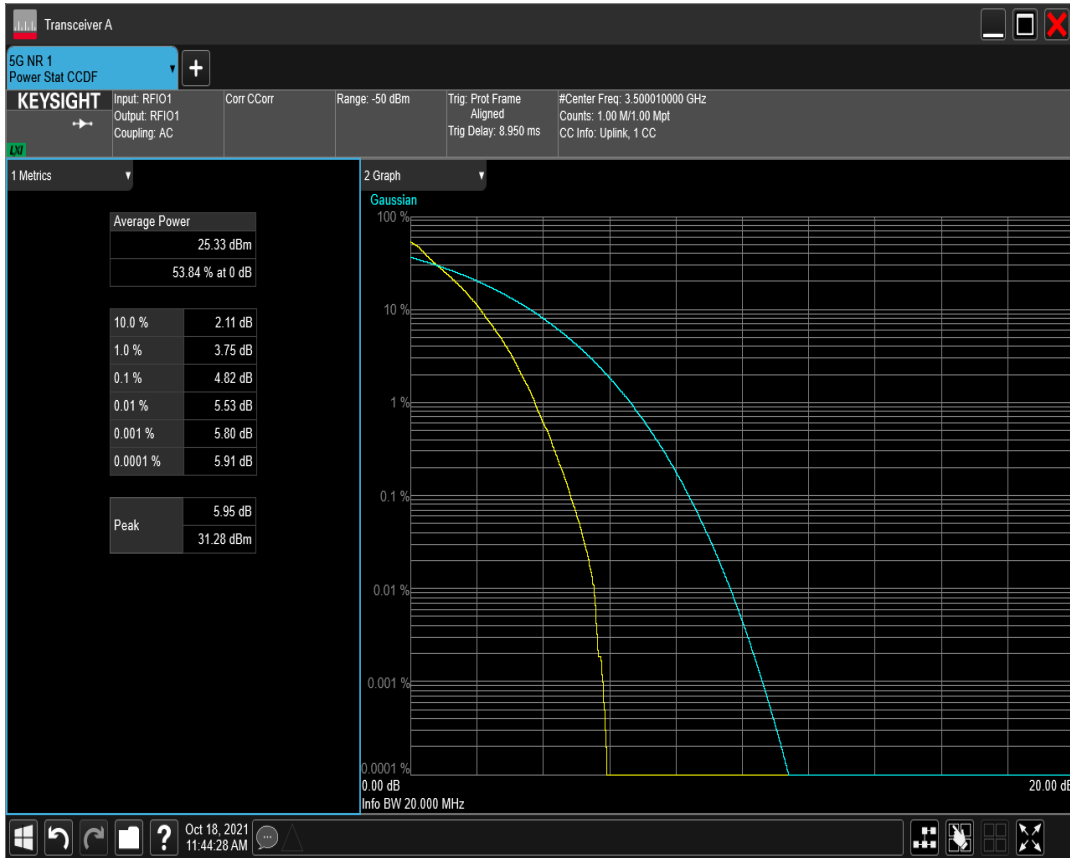 Transceiver A
5G NR 1
Power Stat CCDF
KEYSIGHT
LXI
Input: RFIO1
Output: RFIO1
Coupling: AC
Corr CCorr
Range: -50 dBm
Trig: Prot Frame
Aligned
Trig Delay: 8.950 ms
#Center Freq: 3.500010000 GHz
Counts: 1.00 M/1.00 Mpt
CC Info: Uplink, 1 CC
1 Metrics
Average Power
25.33 dBm
53.84 % at 0 dB
10.0 % 2.11 dB
1.0 % 3.75 dB
0.1 % 4.82 dB
0.01 % 5.53 dB
0.001 % 5.80 dB
0.0001 % 5.91 dB
Peak 5.95 dB
31.28 dBm
2 Graph
Gaussian
100 %
10 %
1 %
0.1 %
0.01 %
0.001 %
0.0001 %
0.00 dB 20.00 dB
Info BW 20.000 MHz
?
Oct 18, 2021
11:44:28 AM